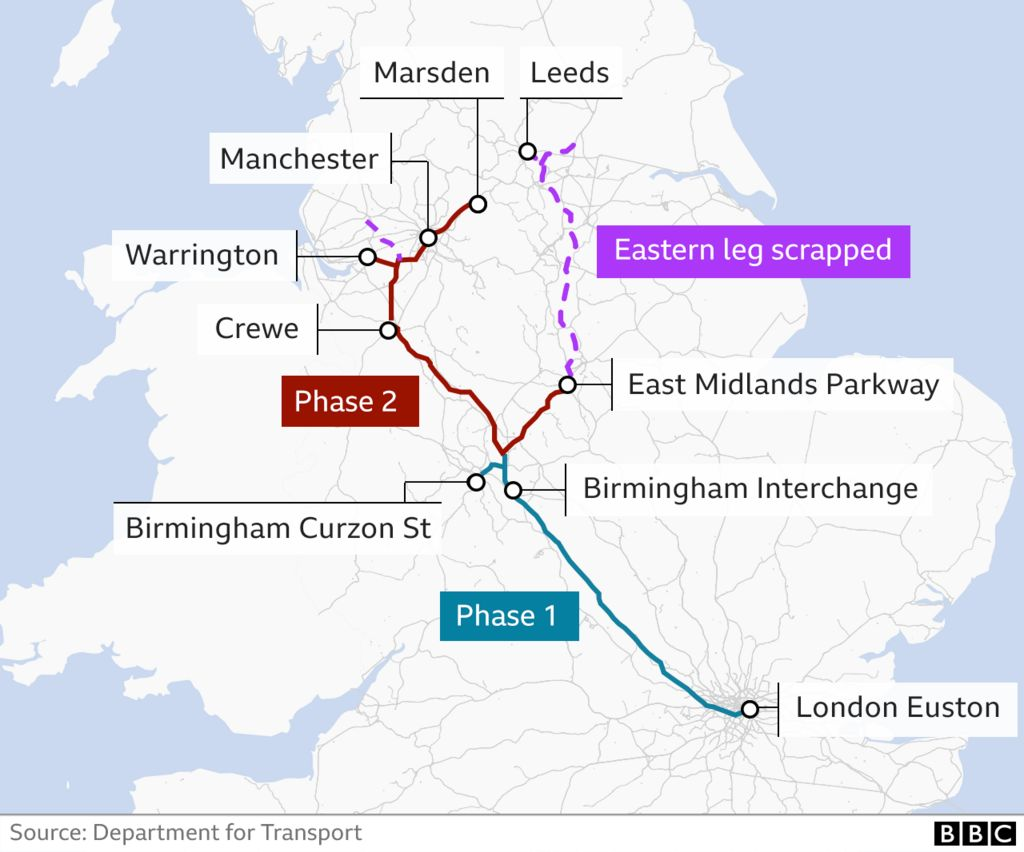 Marsden
Leeds
Manchester
Warrington
Eastern leg scrapped
Crewe
East Midlands Parkway
Phase 2
Birmingham Interchange
Birmingham Curzon St
Phase 1
London Euston
Source: Department for Transport
BBC